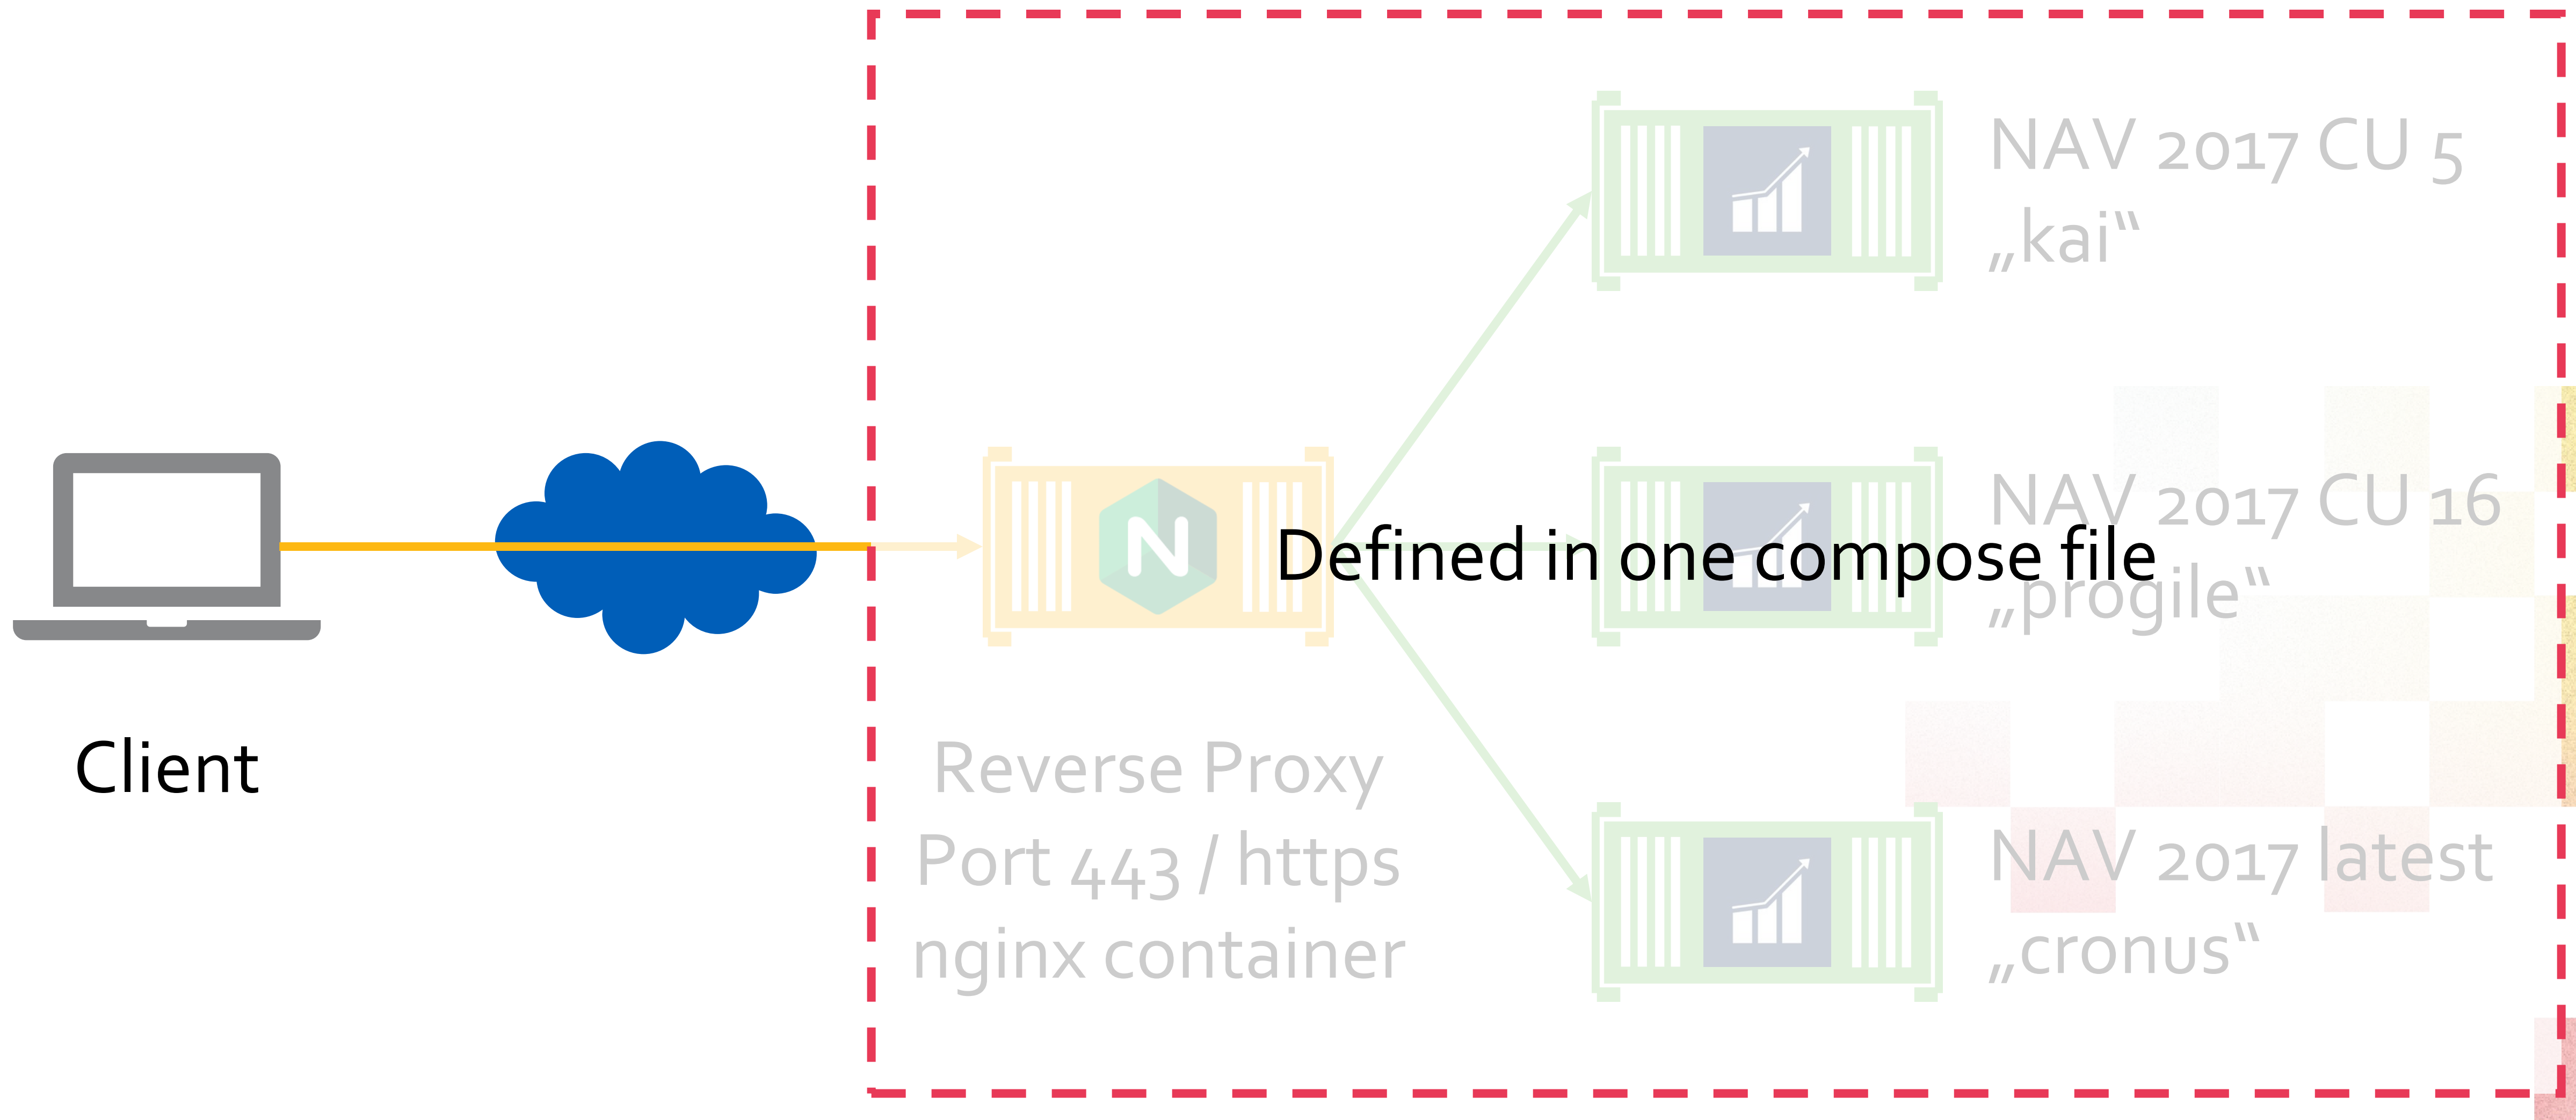 Client
Reverse Proxy
Port 443 / https
nginx container
Defined in one compose file
NAV 2017 CU 5
„kai“
NAV 2017 CU 16
„progile“
NAV 2017 latest
„cronus“